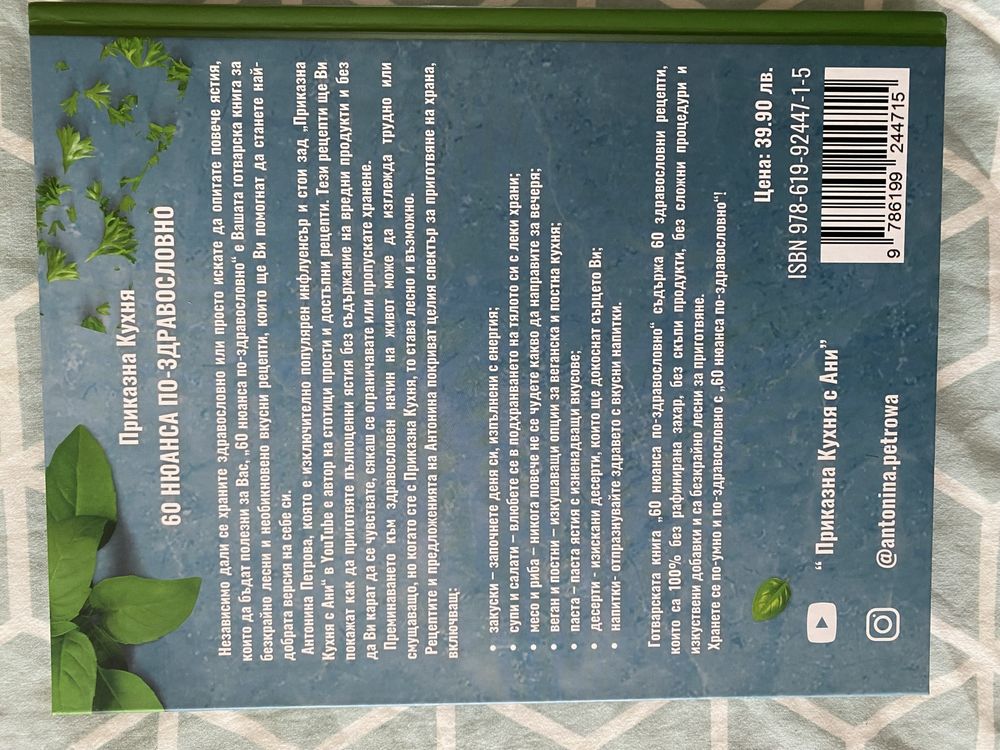 Приказна Кухня
60 НЮАНСА ПО-ЗДРАВОСЛОВНО
Независимо дали се храните здравословно или просто искате да опитате повече ястия,
които да бъдат полезни за Вас, „60 нюанса по-здравословно“ е Вашата готварска книга за
безкрайно лесни и необикновено вкусни рецепти, които ще Ви помогнат да станете най-
добрата версия на себе си.
Антонина Петрова, която е изключително популярен инфлуенсър и стои зад „Приказна
Кухня с Ани“ в YouTube е автор на стотици прости и достъпни рецепти. Тези рецепти ще Ви
покажат как да приготвяте пълноценни ястия без съдържание на вредни продукти и без
да Ви карат да се чувствате, сякаш се ограничавате или пропускате хранене.
Преминаването към здравословен начин на живот може да изглежда трудно или
смущаващо, но когато сте с Приказна Кухня, то става лесно и възможно.
Рецептите и предложенията на Антонина покриват целия спектър за приготвяне на храна,
включващ:
• закуски – започнете деня си, изпълнени с енергия;
• супи и салати – влюбете се в подхранването на тялото си с леки храни;
• месо и риба – никога повече не се чудете какво да направите за вечеря;
• веган и постни – изкушаващи опции за веганска и постна кухня;
• паста – паста ястия с изненадващи вкусове;
• десерти - изискани десерти, които ще докоснат сърцето Ви;
• напитки- отпразнувайте здравето с вкусни напитки.
Готварската книга „60 нюанса по-здравословно“ съдържа 60 здравословни рецепти,
които са 100% без рафинирана захар, без скъпи продукти, без сложни процедури и
изкуствени добавки и са безкрайно лесни за приготвяне.
Хранете се по-умно и по-здравословно с „60 нюанса по-здравословно“!
Цена: 39.90 лв.
ISBN 978-619-92447-1-5
9 786199 244715
“ Приказна Кухня с Ани”
@antonina.petrowa